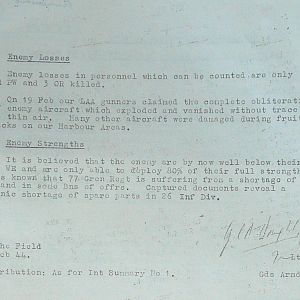 Enemy Losses
Enemy losses in personnel which can be counted are only
PW and 3 OR killed.
On 19 Feb our LAA gunners claimed the complete obliterati
enemy aircraft which exploded and vanished without trace
thin air. Many other aircraft were damaged during fruit
cks on our Harbour Areas.
Enemy Strengths
It is believed that the enemy are by now well below their
WE and are only able to deploy 80% of their full strengt
s known that 77 Gren Regt is suffering from a shortage of
and in some Bns of offrs. Captured documents reveal a
nic shortage of spare parts in 26 Inf Div.
he Field
eb 44.
tribution: As for Int Summary No 1.
Gds Armd